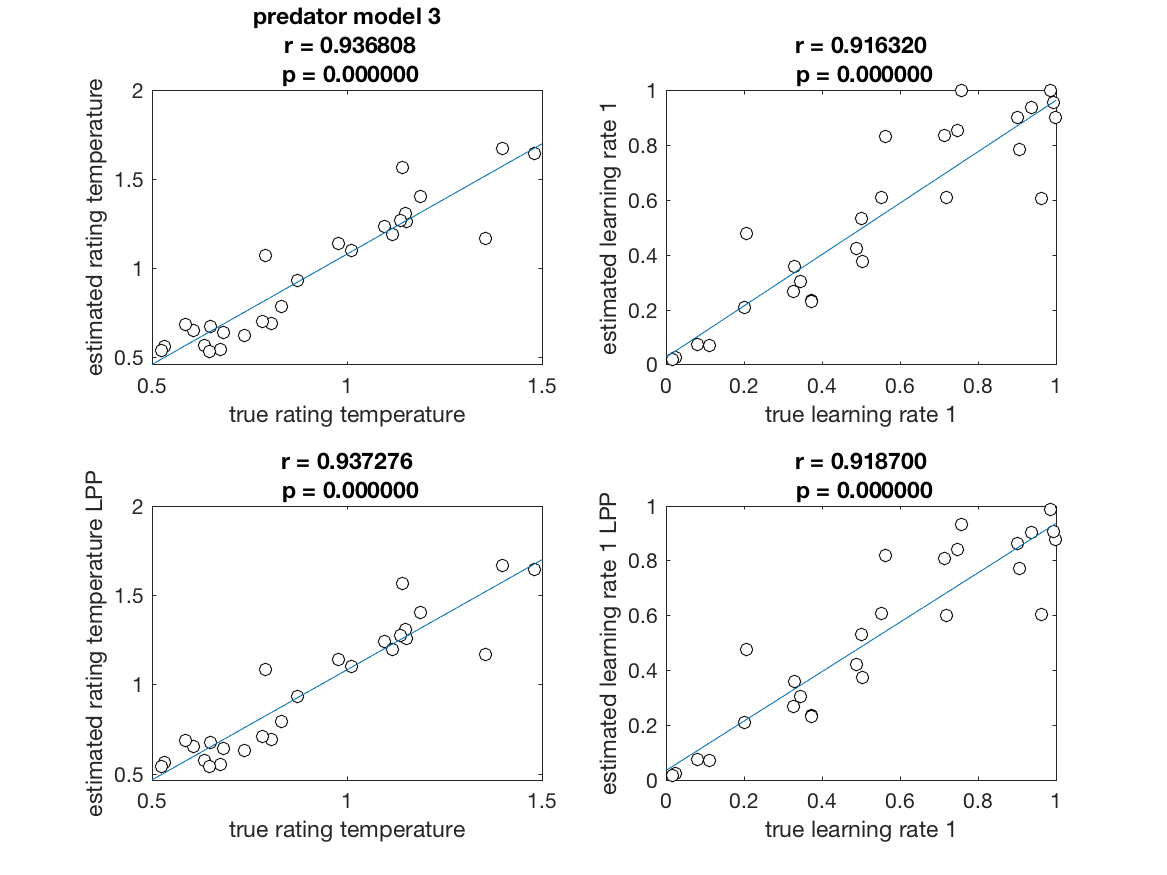 predator model 3
r = 0.936808
p = 0.000000
estimated rating temperature
2
1.5
1
0.5
0.5
1
1.5
true rating temperature
r = 0.916320
p = 0.000000
estimated learning rate 1
1
0.8
0.6
0.4
0.2
0
0
0.2
0.4
0.6
0.8
1
true learning rate 1
r = 0.937276
p = 0.000000
estimated rating temperature LPP
2
1.5
1
0.5
0.5
1
1.5
true rating temperature
r = 0.918700
p = 0.000000
estimated learning rate 1 LPP
1
0.8
0.6
0.4
0.2
0
0
0.2
0.4
0.6
0.8
1
true learning rate 1